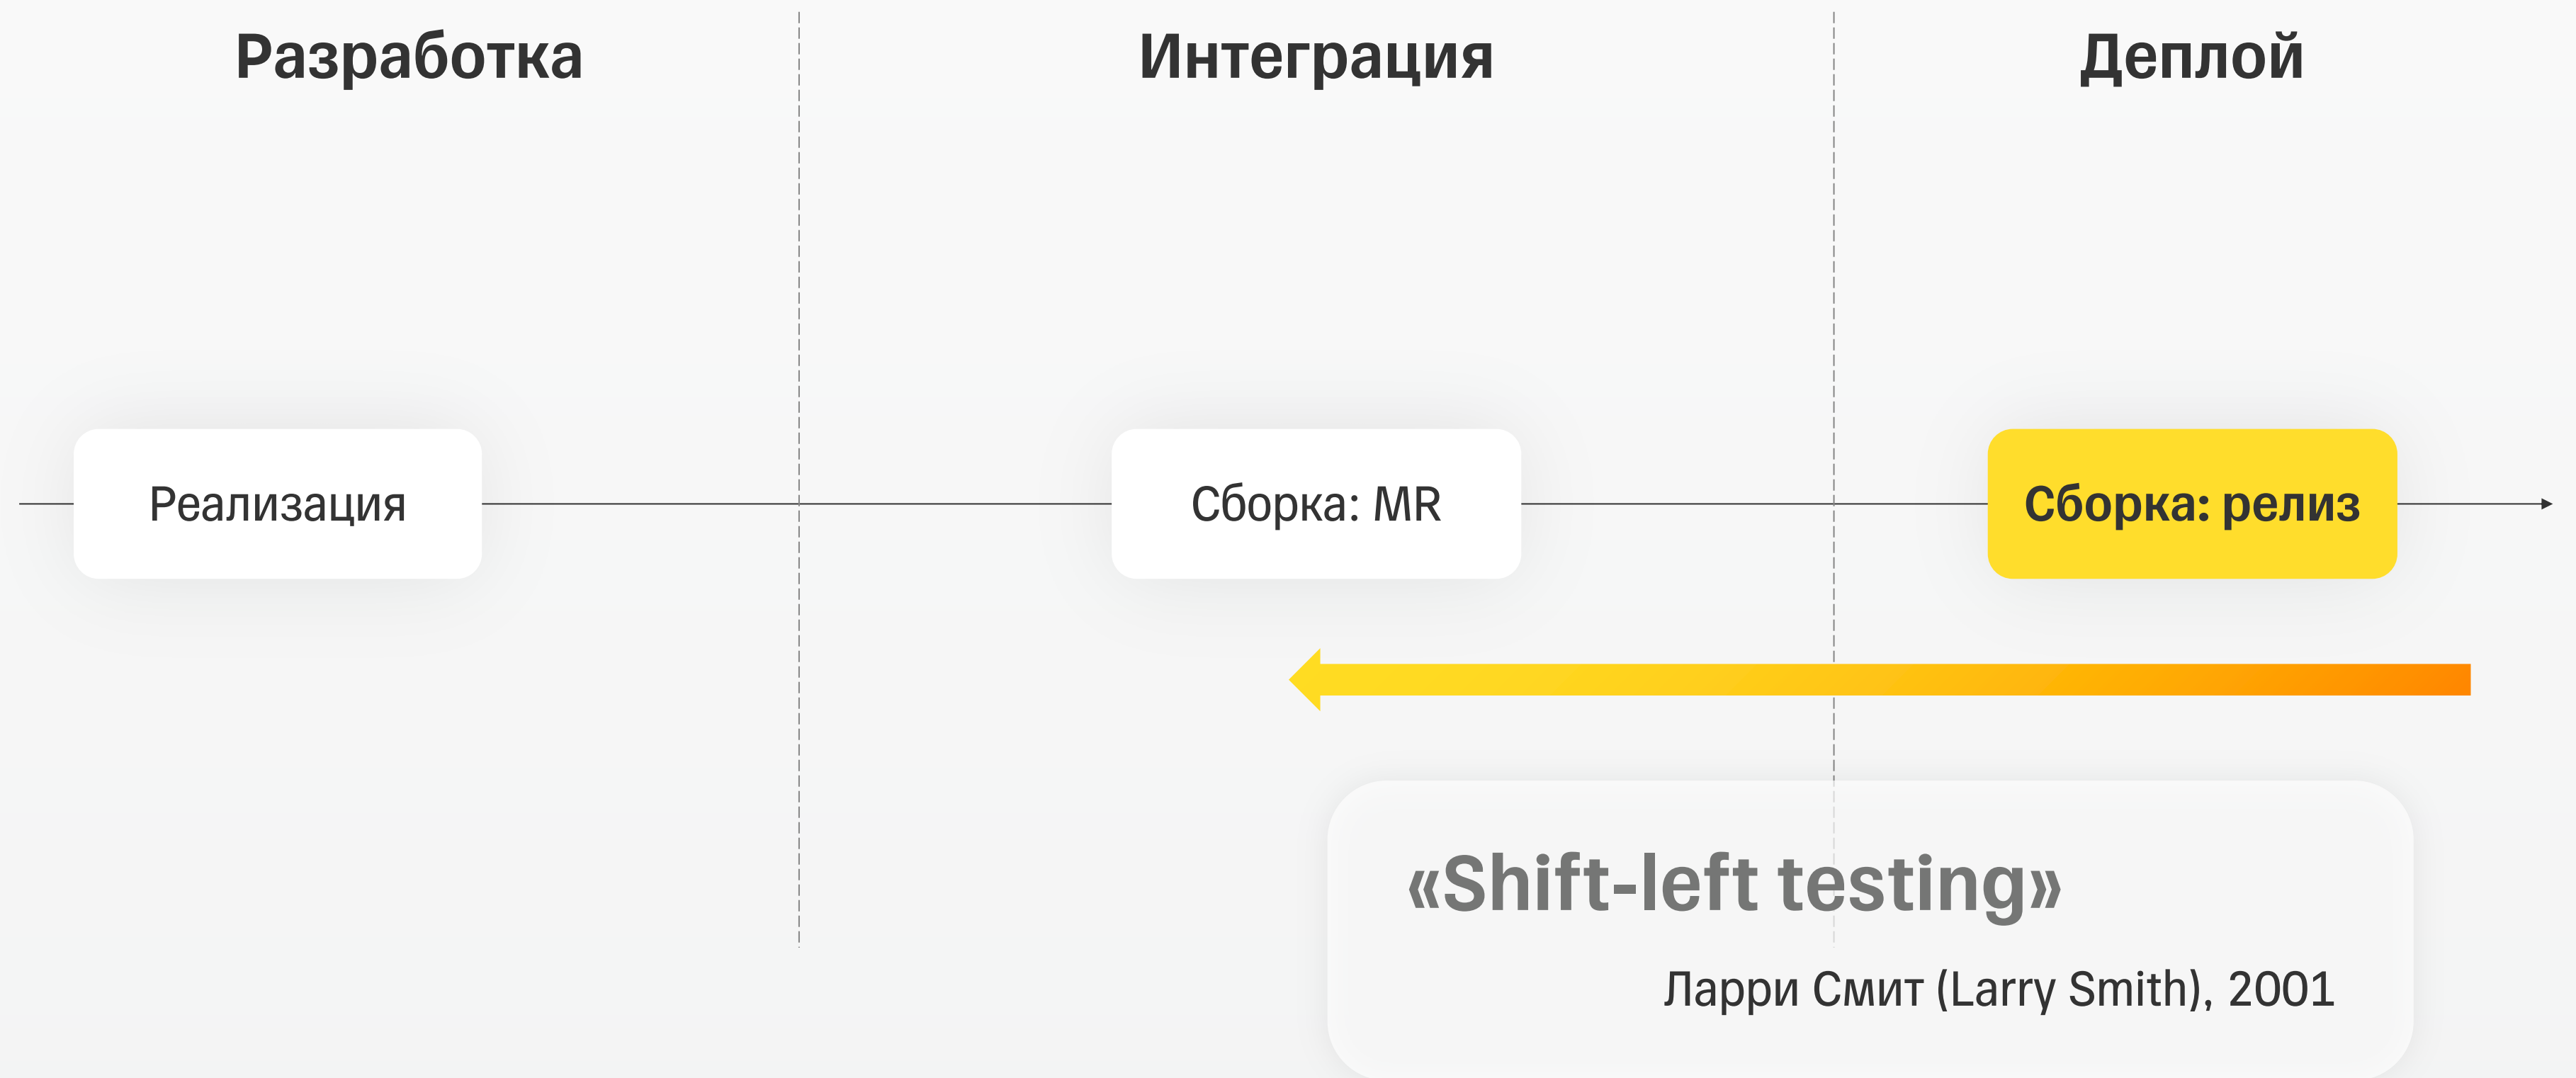 Разработка
Интеграция
Деплой
Реализация
Сборка: MR
Сборка: релиз
«Shift-left testing»
Ларри Смит (Larry Smith), 2001